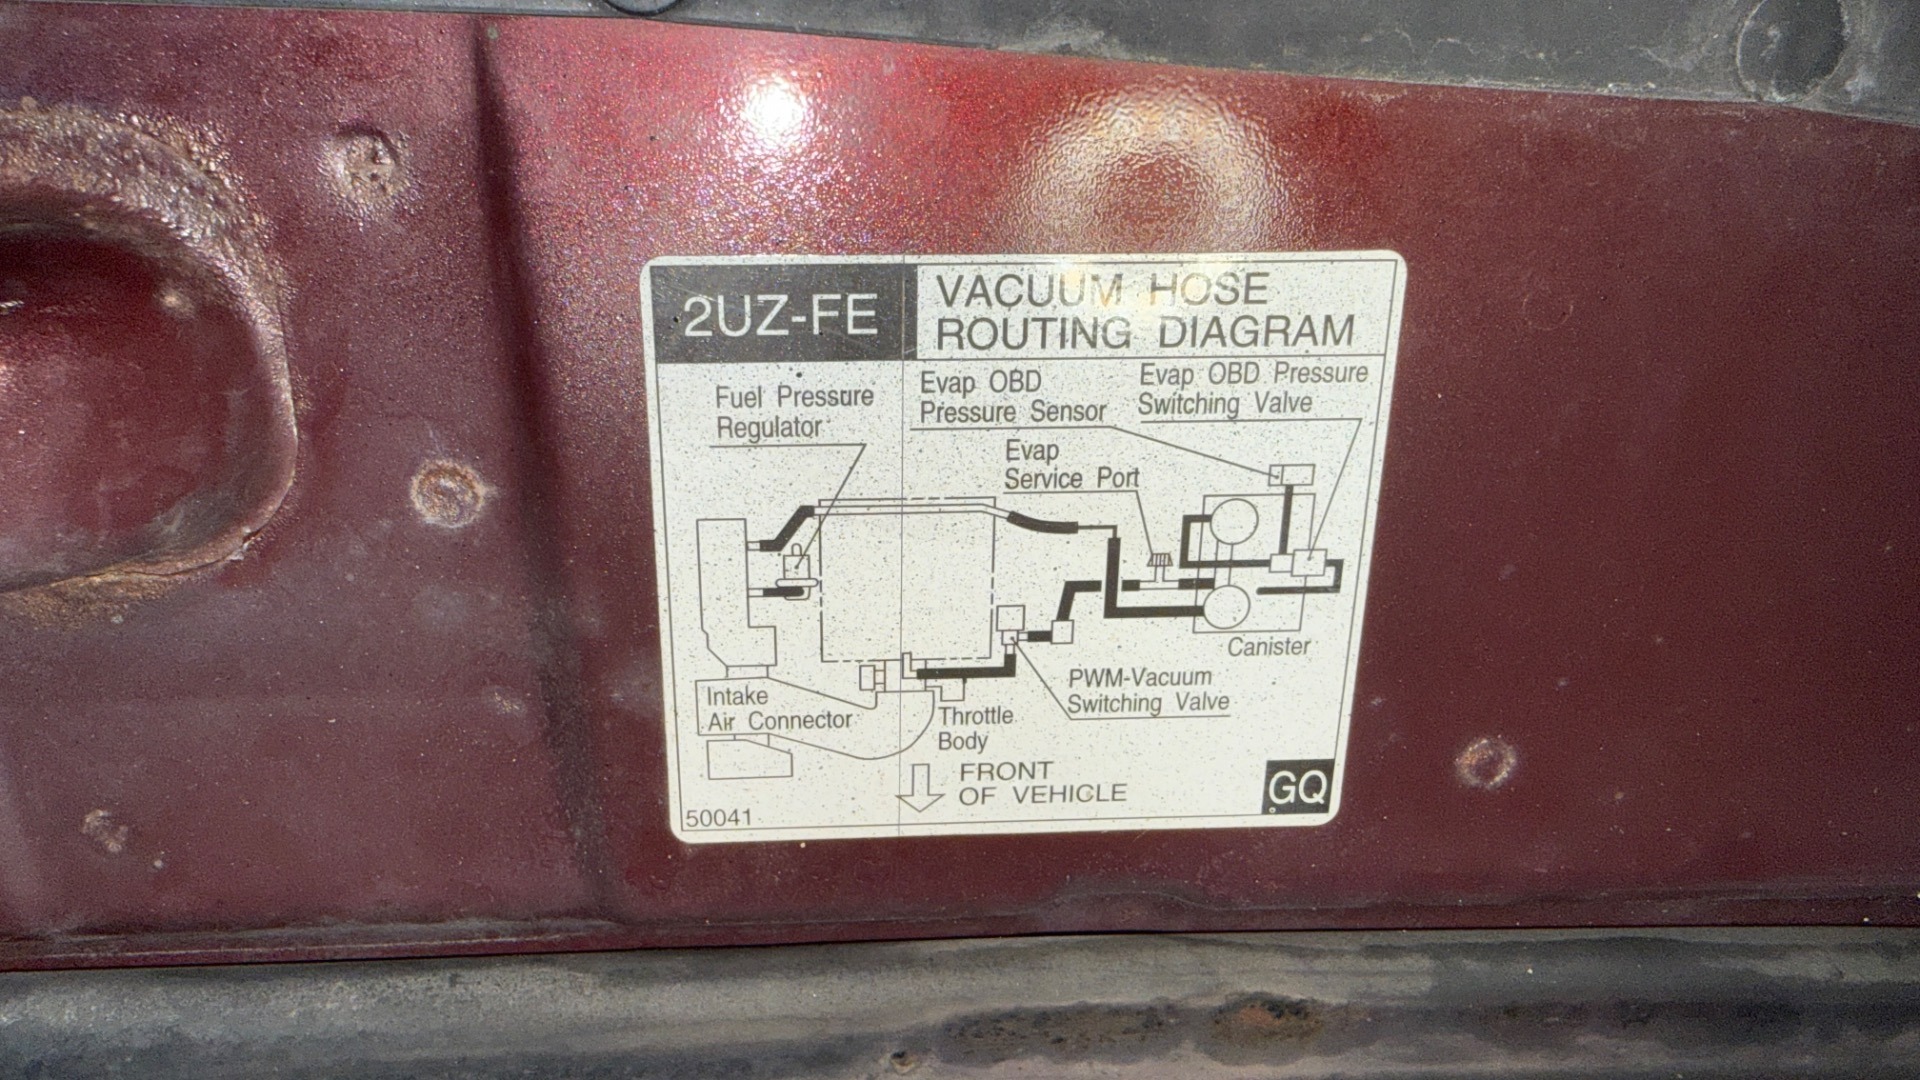 2UZ-FE
VACUUM HOSE
ROUTING DIAGRAM
Fuel Pressure
Regulator
Evap OBD
Pressure Sensor
Evap OBD Pressure
Switching Valve
Evap
Service Port
Canister
PWM-Vacuum
Switching Valve
Intake
Air Connector
Throttle
Body
FRONT
OF VEHICLE
50041
GQ